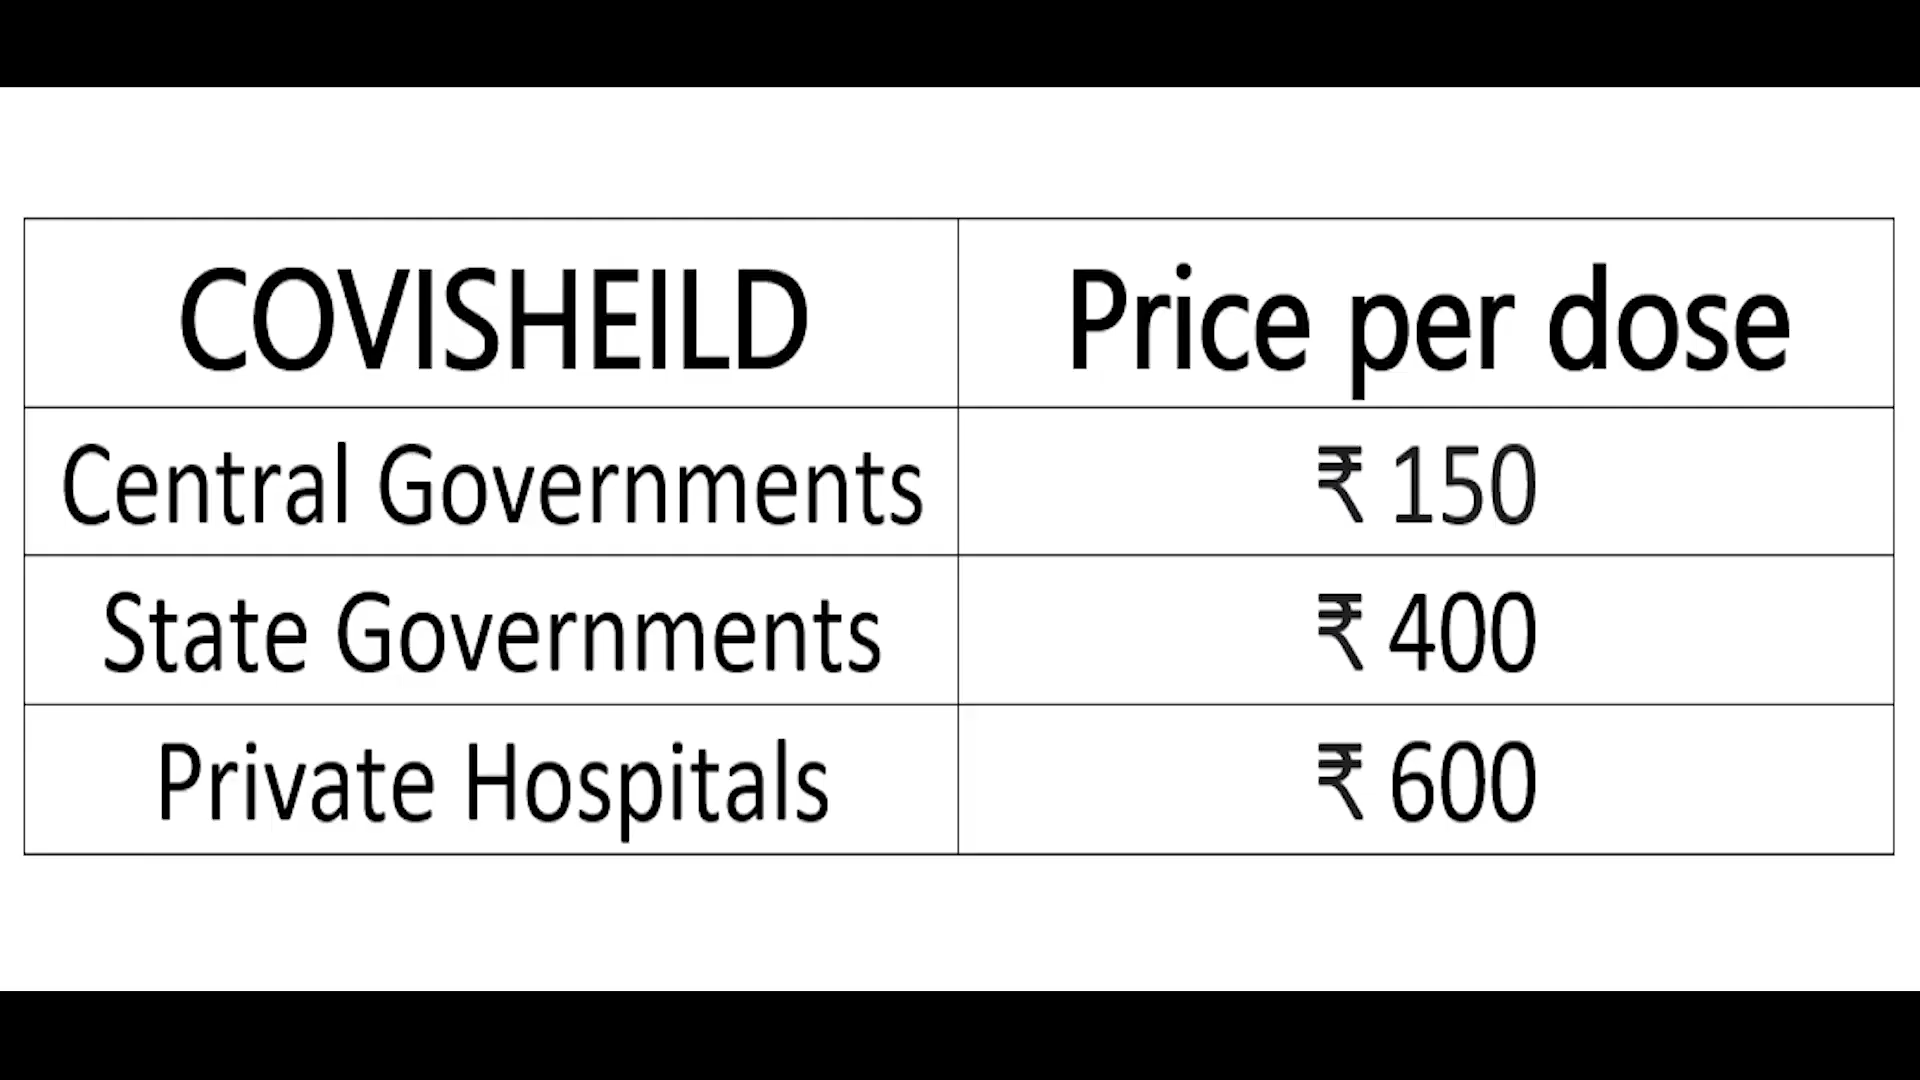 COVISHEILD Price per dose
Central Governments ₹ 150
State Governments ₹ 400
Private Hospitals ₹ 600